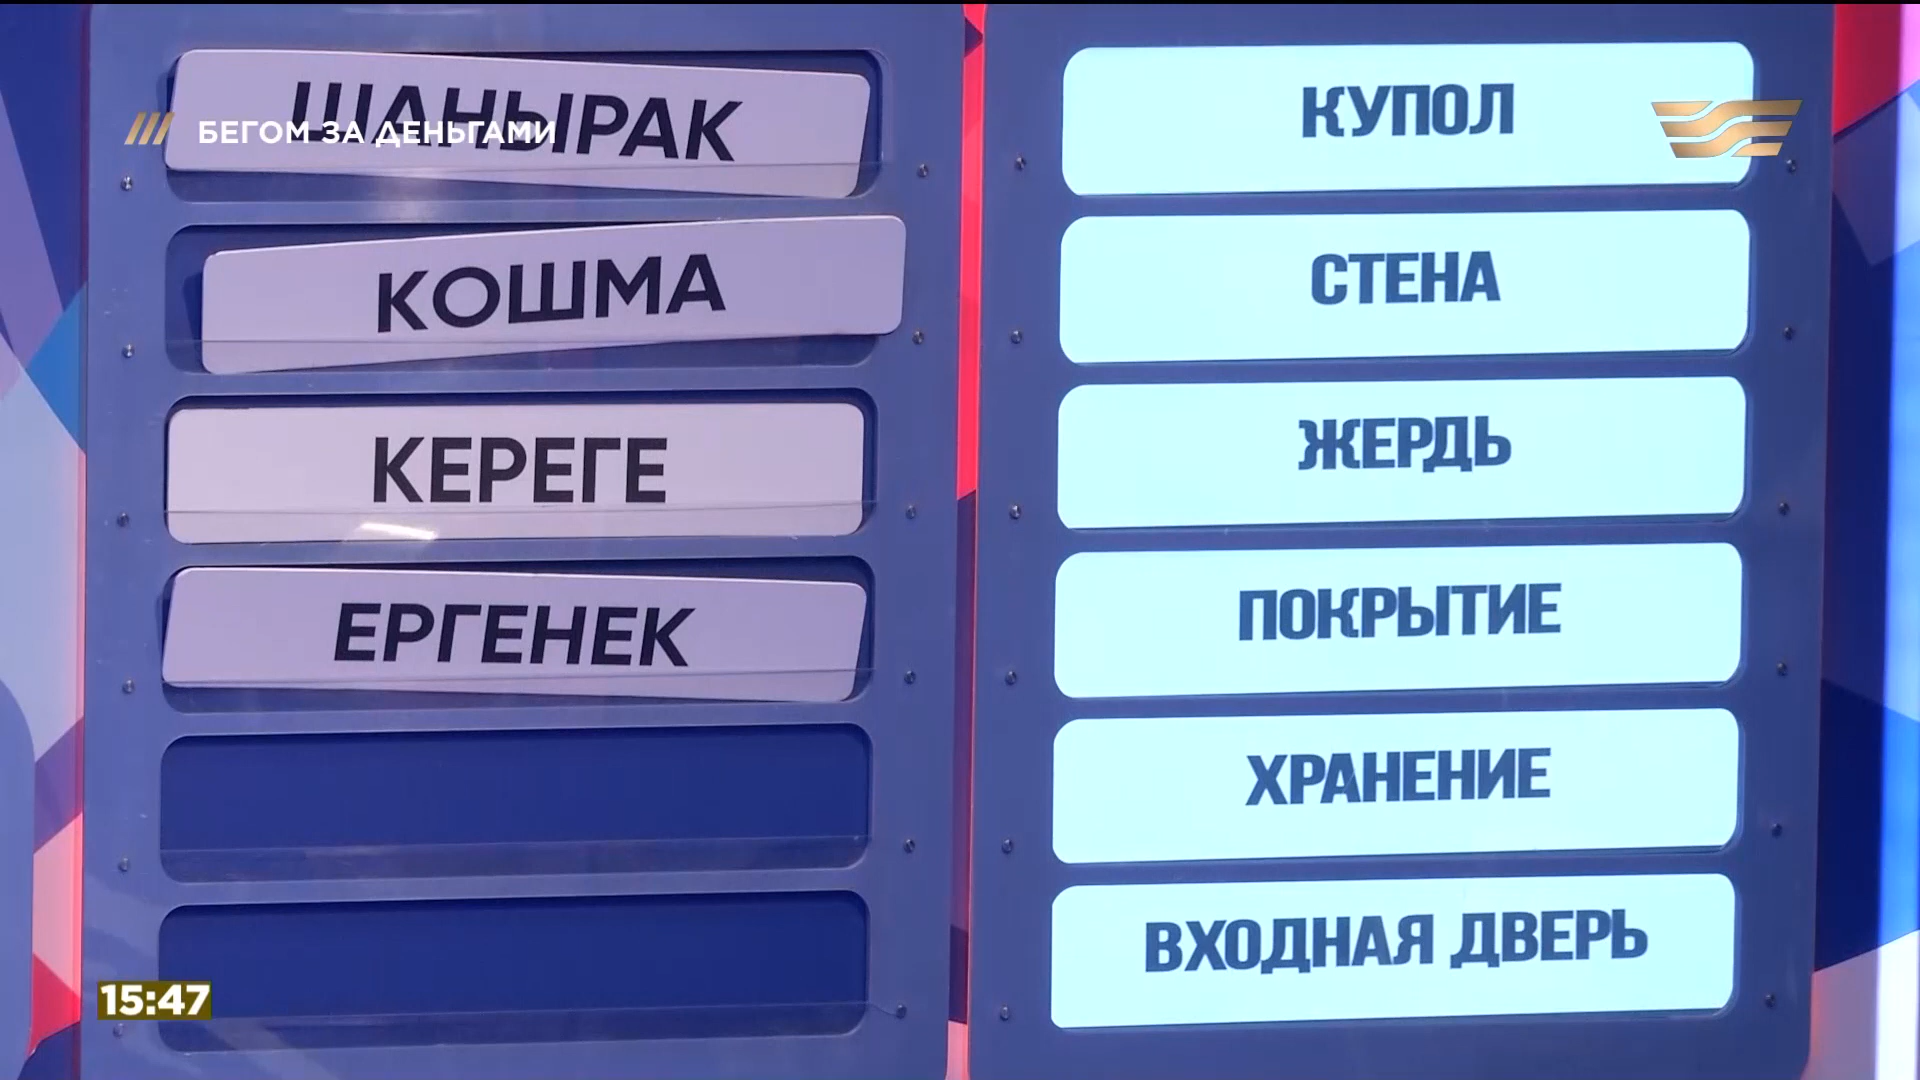 ШАНЫРАК
БЕГОМ ЗА ДЕНЬГАМИ
КОШМА
КЕРЕГЕ
ЕРГЕНЕК
КУПОЛ
СТЕНА
ЖЕРДЬ
ПОКРЫТИЕ
ХРАНЕНИЕ
ВХОДНАЯ ДВЕРЬ
15:47